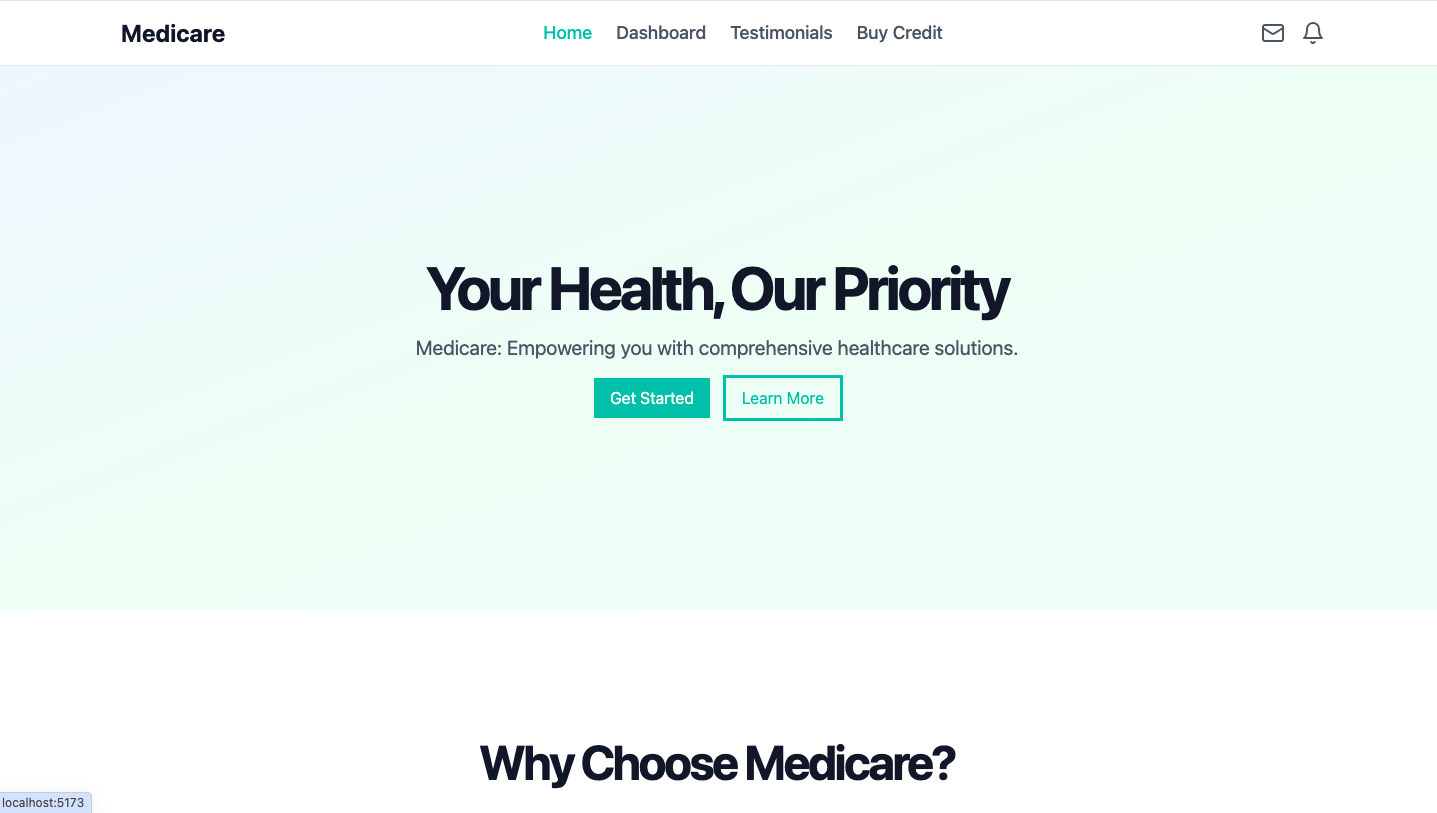 Medicare
Home Dashboard Testimonials Buy Credit
Your Health, Our Priority
Medicare: Empowering you with comprehensive healthcare solutions.
Get Started Learn More
Why Choose Medicare?
localhost:5173